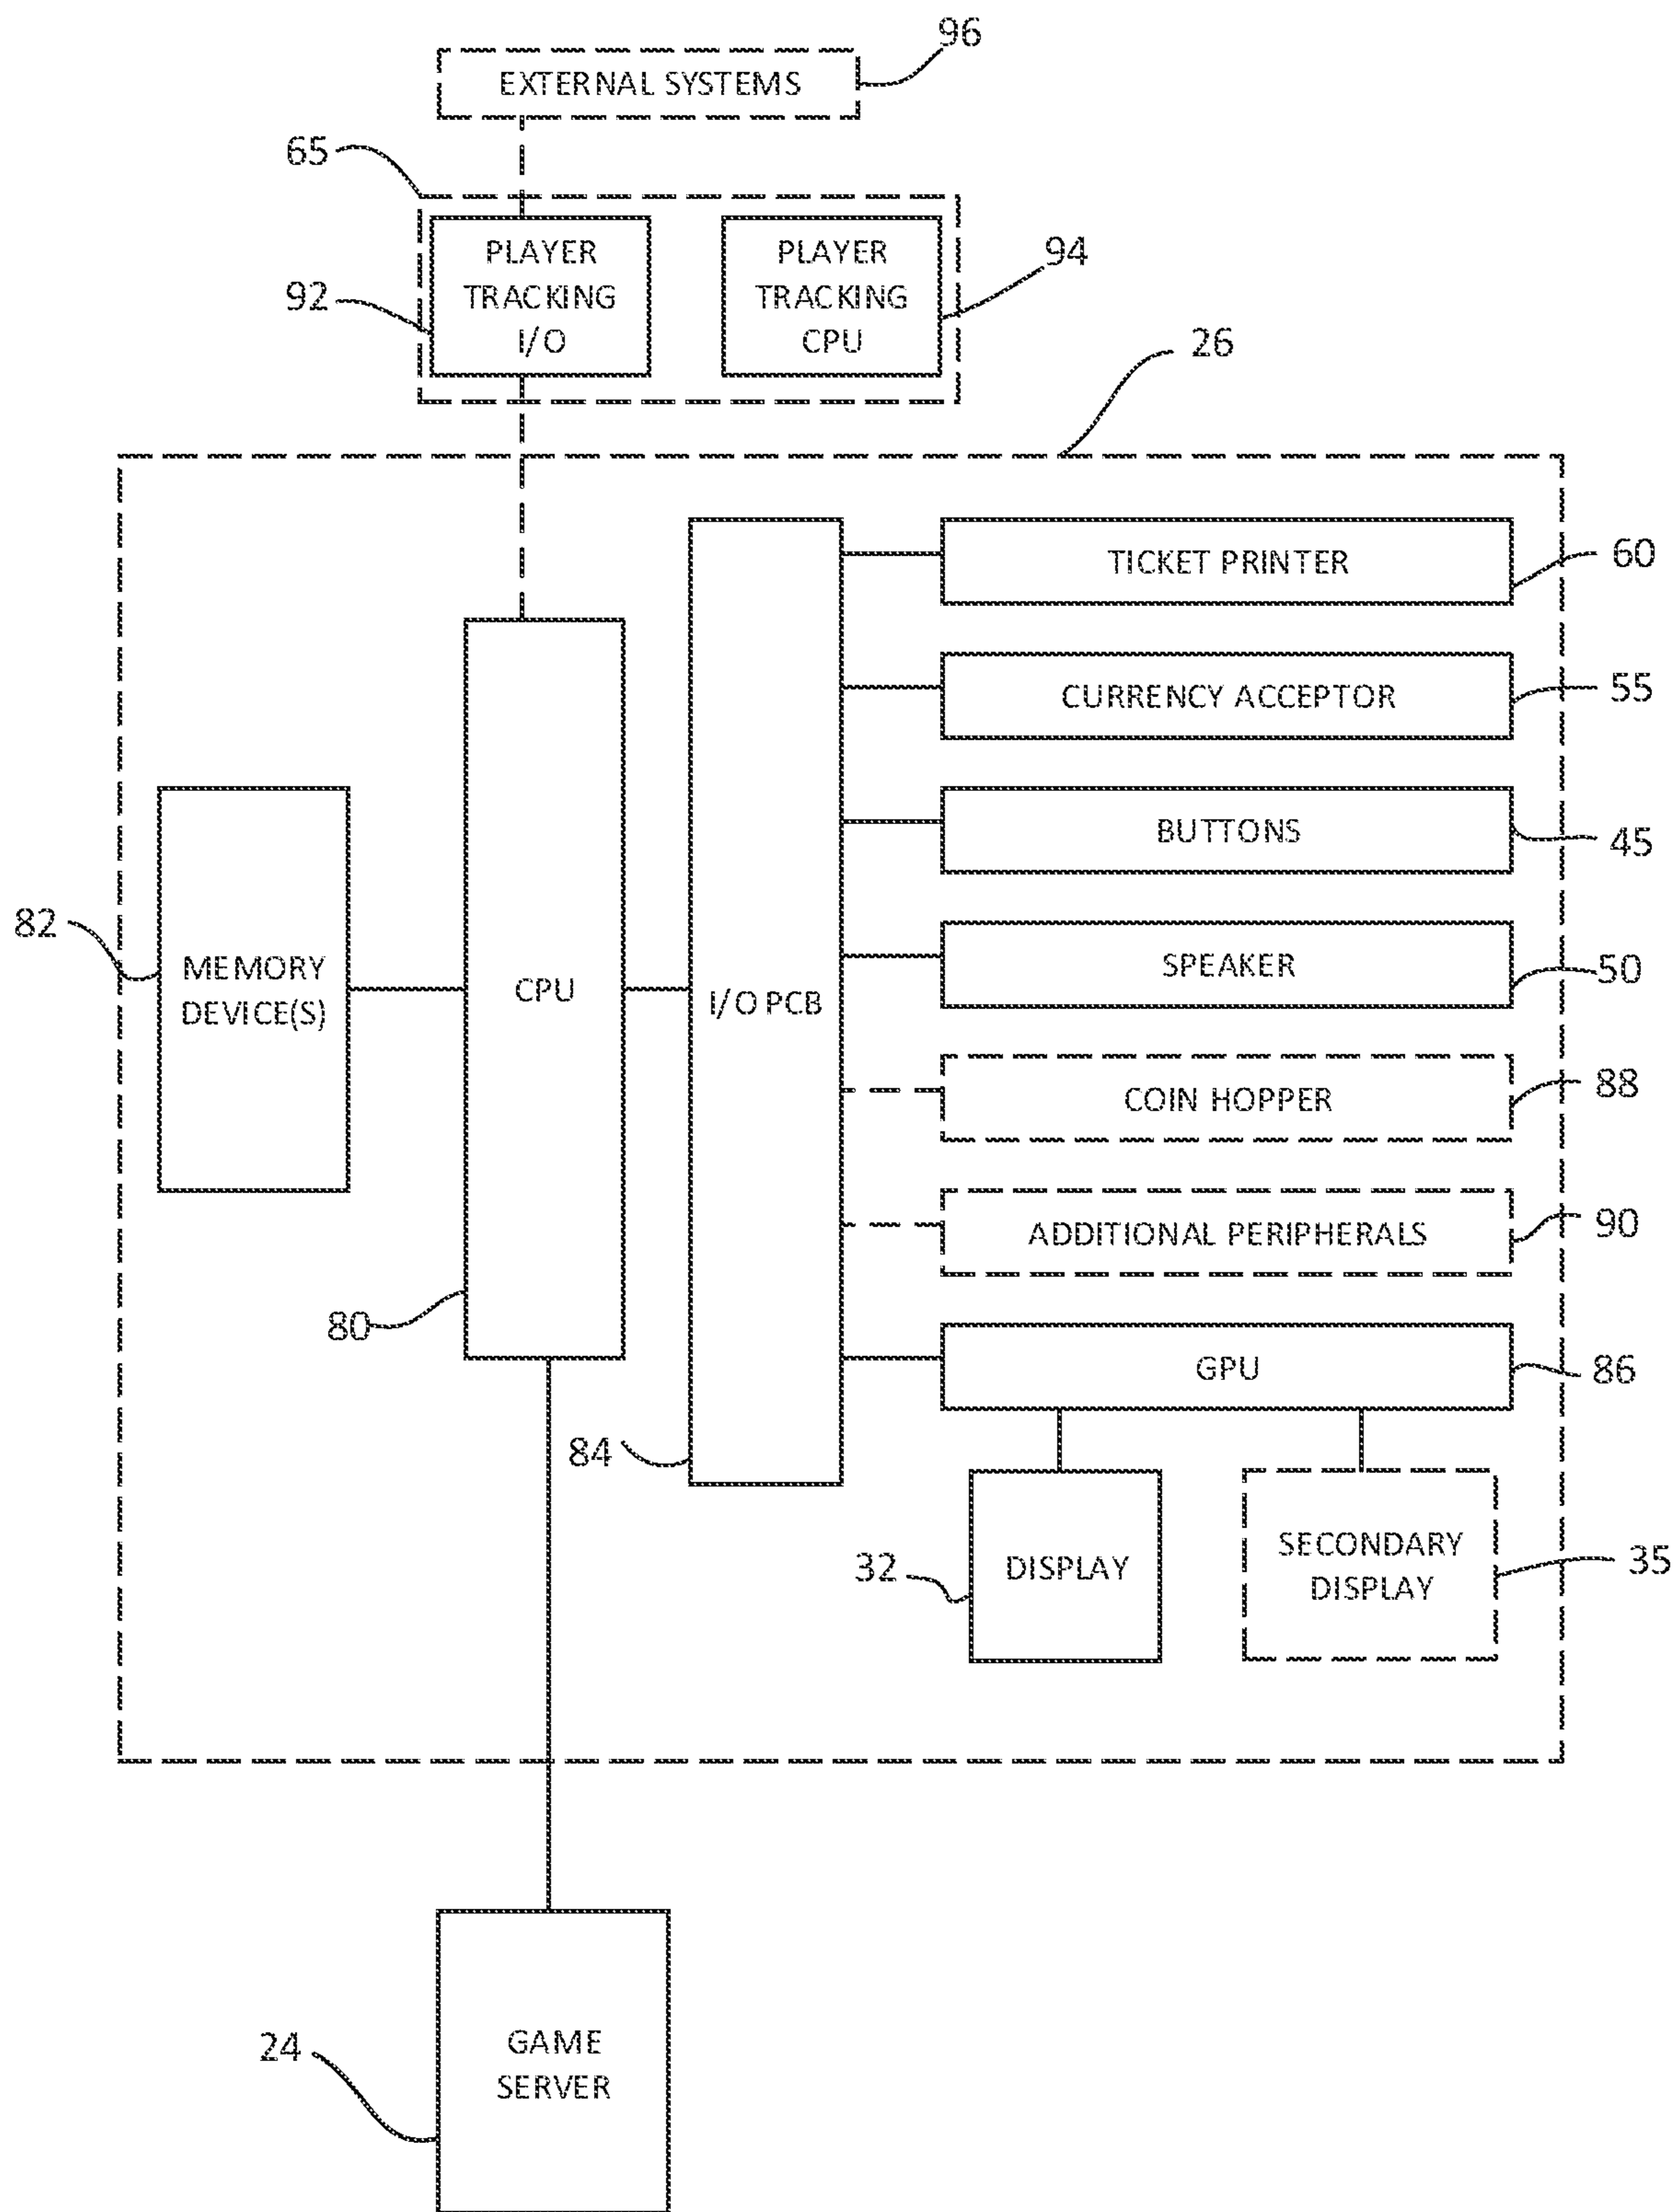 96
EXTERNAL SYSTEMS
65
PLAYER
TRACKING
I/O
PLAYER
TRACKING
CPU
92
94
26
TICKET PRINTER
60
CURRENCY ACCEPTOR
55
BUTTONS
45
SPEAKER
50
82
MEMORY
DEVICE(S)
CPU
I/O PCB
COIN HOPPER
88
ADDITIONAL PERIPHERALS
90
80
GPU
86
84
32
DISPLAY
SECONDARY
DISPLAY
35
24
GAME
SERVER